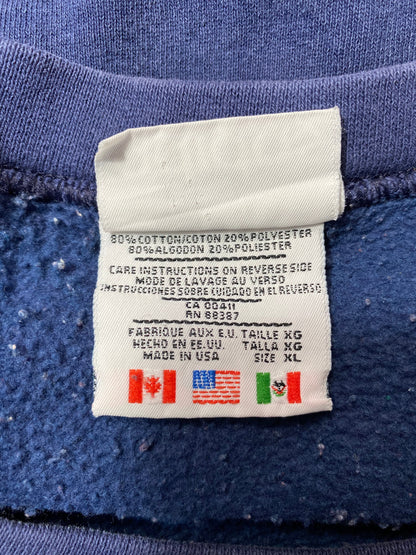 80% COTTON/COTON 20% POLYESTER
80% ALGODON 20% POLIESTER
CARE INSTRUCTIONS ON REVERSE SIDE
MODE DE LAVAGE AU VERSO
INSTRUCCIONES SOBRE CUIDADO EN EL REVERSO
CA 00411
RN 88387
FABRIQUE AUX E.U. TAILLE XG
HECHO EN EE.UU. TALLA XG
MADE IN USA SIZE XL